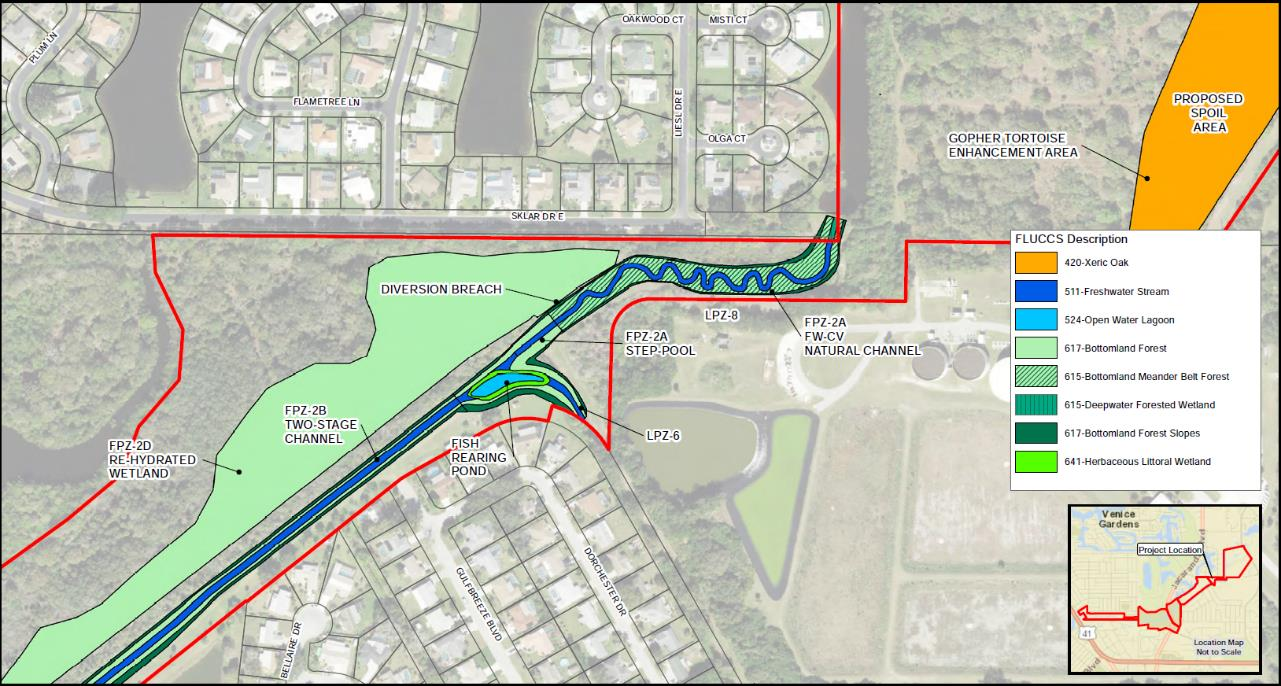 PLUM LN
OAKWOOD CT
MISTI CT
FLAMETREE LN
LIESL DR E
OLGA CT
SKLAR DR E
PROPOSED
SPOIL
AREA
GOPHER TORTOISE
ENHANCEMENT AREA
DIVERSION BREACH
LPZ-8
FPZ-2A
STEP-POOL
FPZ-2A
FW-CV
NATURAL CHANNEL
FPZ-2B
TWO-STAGE
CHANNEL
FPZ-2D
RE-HYDRATED
WETLAND
FISH
REARING
POND
LPZ-6
GULFBREEZE BLVD
DORCHESTER DR
BELLAIRE DR
FLUCCS Description
420-Xeric Oak
511-Freshwater Stream
524-Open Water Lagoon
617-Bottomland Forest
615-Bottomland Meander Belt Forest
615-Deepwater Forested Wetland
617-Bottomland Forest Slopes
641-Herbaceous Littoral Wetland
Venice
Gardens
Project Location
41
Blvd
Location Map
Not to Scale